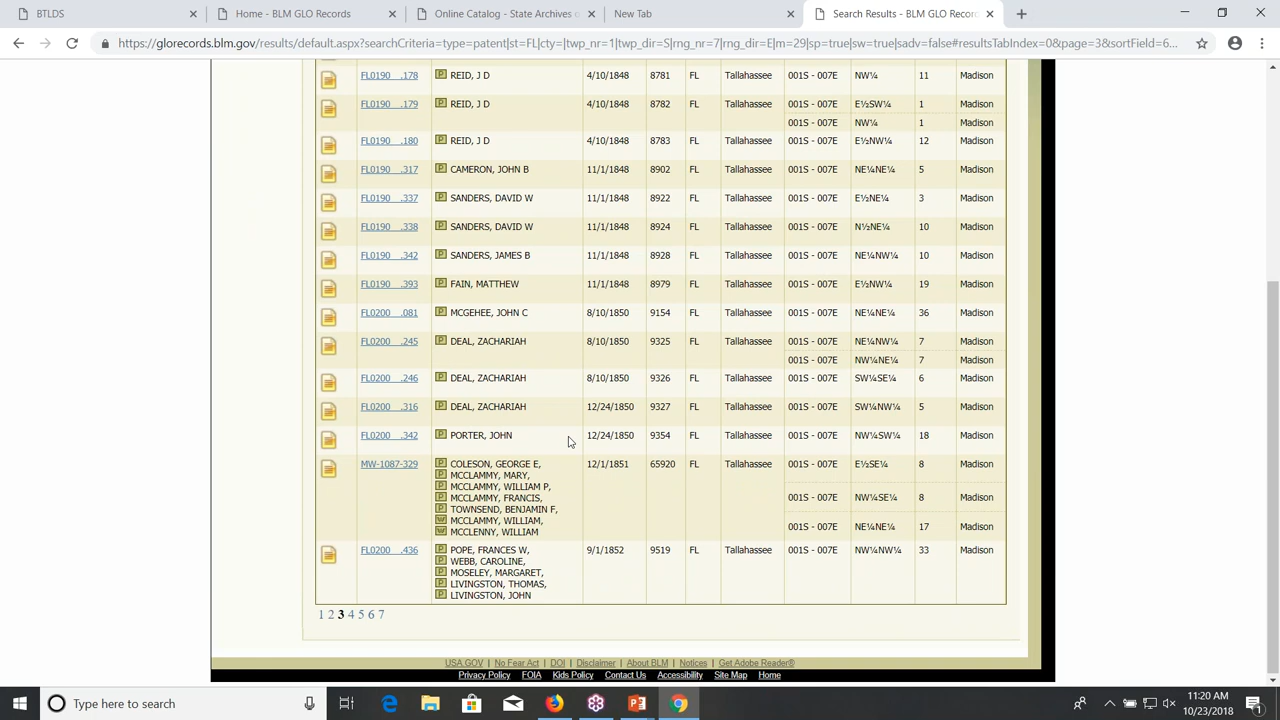 BTLDS
Home - BLM GLO Records
Online Catalog - State Archives o
New Tab
Search Results - BLM GLO Recor
https://glorecords.blm.gov/results/default.aspx?searchCriteria=type=patent|st=FL|cty=|twp_nr=1|twp_dir=S|rng_nr=7|rng_dir=E|m=29|sp=true|sw=true|sadv=false#resultsTabIndex=0&page=3&sortField=6...
FL0190 .178 P REID, J D 4/10/1848 8781 FL Tallahassee 001S - 007E NW¼ 11 Madison
FL0190 .179 P REID, J D 4/10/1848 8782 FL Tallahassee 001S - 007E E½SW¼ 1 Madison
001S - 007E NW¼ 1 Madison
FL0190 .180 P REID, J D 4/10/1848 8783 FL Tallahassee 001S - 007E E½NW¼ 12 Madison
FL0190 .317 P CAMERON, JOHN B 11/1/1848 8902 FL Tallahassee 001S - 007E NE¼NE¼ 5 Madison
FL0190 .337 P SANDERS, DAVID W 11/1/1848 8922 FL Tallahassee 001S - 007E E½NE¼ 3 Madison
FL0190 .338 P SANDERS, DAVID W 11/1/1848 8924 FL Tallahassee 001S - 007E N½NE¼ 10 Madison
FL0190 .342 P SANDERS, JAMES B 11/1/1848 8928 FL Tallahassee 001S - 007E NE¼NW¼ 10 Madison
FL0190 .393 P FAIN, MATTHEW 11/1/1848 8979 FL Tallahassee 001S - 007E E½NW¼ 19 Madison
FL0200 .081 P MCGEHEE, JOHN C 8/10/1850 9154 FL Tallahassee 001S - 007E NE¼NE¼ 36 Madison
FL0200 .245 P DEAL, ZACHARIAH 8/10/1850 9325 FL Tallahassee 001S - 007E NE¼NW¼ 7 Madison
001S - 007E NW¼NE¼ 7 Madison
FL0200 .246 P DEAL, ZACHARIAH 8/10/1850 9326 FL Tallahassee 001S - 007E SW¼SE¼ 6 Madison
FL0200 .316 P DEAL, ZACHARIAH 12/24/1850 9327 FL Tallahassee 001S - 007E SW¼NW¼ 5 Madison
FL0200 .342 P PORTER, JOHN 12/24/1850 9354 FL Tallahassee 001S - 007E NW¼SW¼ 18 Madison
MW-1087-329 P COLESON, GEORGE E, 12/1/1851 65920 FL Tallahassee 001S - 007E E½SE¼ 8 Madison
P MCCLAMMY, MARY,
P MCCLAMMY, WILLIAM P,
P MCCLAMMY, FRANCIS, 001S - 007E NW¼SE¼ 8 Madison
P TOWNSEND, BENJAMIN F,
W MCCLAMMY, WILLIAM,
W MCCLENNY, WILLIAM 001S - 007E NE¼NE¼ 17 Madison
FL0200 .436 P POPE, FRANCES W, 9/1/1852 9519 FL Tallahassee 001S - 007E NW¼NW¼ 33 Madison
P WEBB, CAROLINE,
P MOSELEY, MARGARET,
P LIVINGSTON, THOMAS,
P LIVINGSTON, JOHN
1 2 3 4 5 6 7
USA.GOV | No Fear Act | DOI | Disclaimer | About BLM | Notices | Get Adobe Reader®
Privacy Policy | FOIA | Kids Policy | Contact Us | Accessibility | Site Map | Home
Type here to search
11:20 AM
10/23/2018